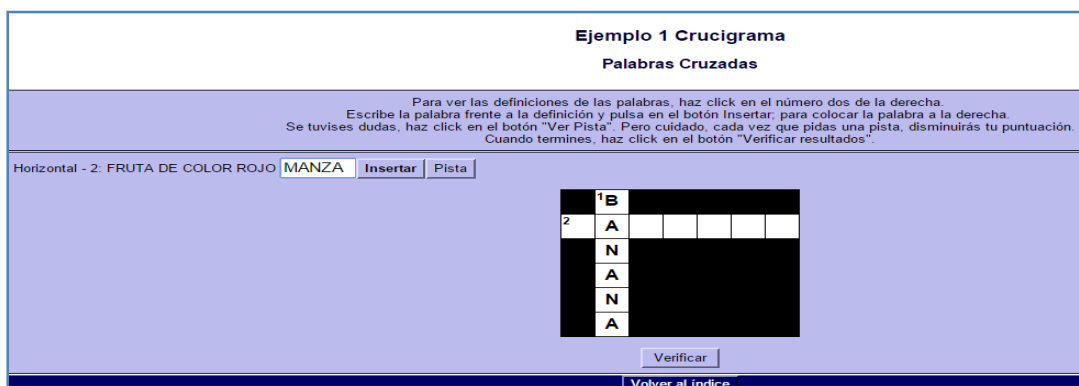 Ejemplo 1 Crucigrama
Palabras Cruzadas
Para ver las definiciones de las palabras, haz click en el número dos de la derecha.
Escribe la palabra frente a la definición y pulsa en el botón Insertar; para colocar la palabra a la derecha.
Se tuvises dudas, haz click en el botón "Ver Pista". Pero cuidado, cada vez que pidas una pista, disminuirás tu puntuación.
Cuando termines, haz click en el botón "Verificar resultados".
Horizontal - 2: FRUTA DE COLOR ROJO MANZA Insertar Pista
1 B
2 A
N
A
N
A
Verificar
Volver al índice